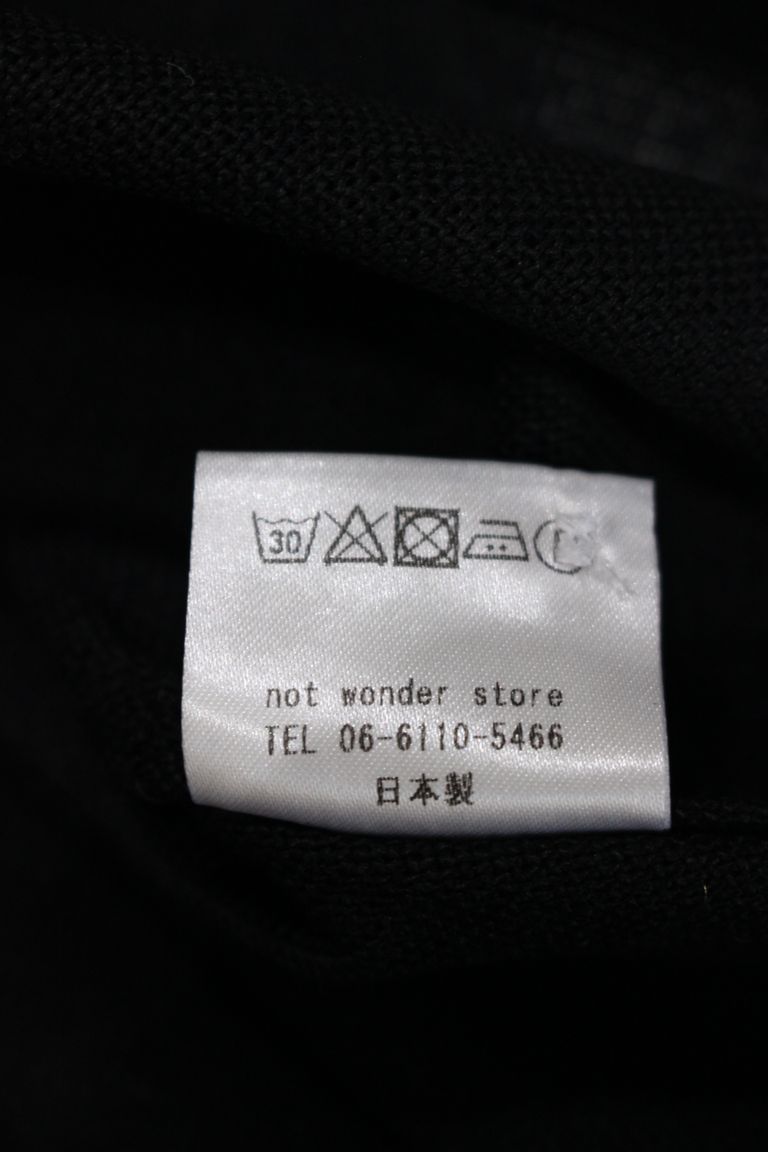 30
not wonder store
TEL 06-6110-5466
日本製